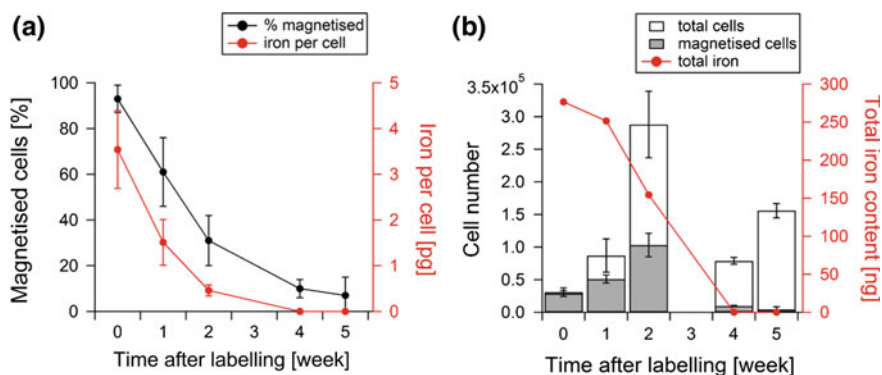 (a)
% magnetised
iron per cell
Magnetised cells [%]
100
80
60
40
20
0
5
4
3
2
1
0
Iron per cell [pg]
0 1 2 3 4 5
Time after labelling [week]
(b)
total cells
magnetised cells
total iron
Cell number
3.5x10⁵
3.0
2.5
2.0
1.5
1.0
0.5
0.0
300
250
200
150
100
50
0
Total iron content [ng]
0 1 2 3 4 5
Time after labelling [week]